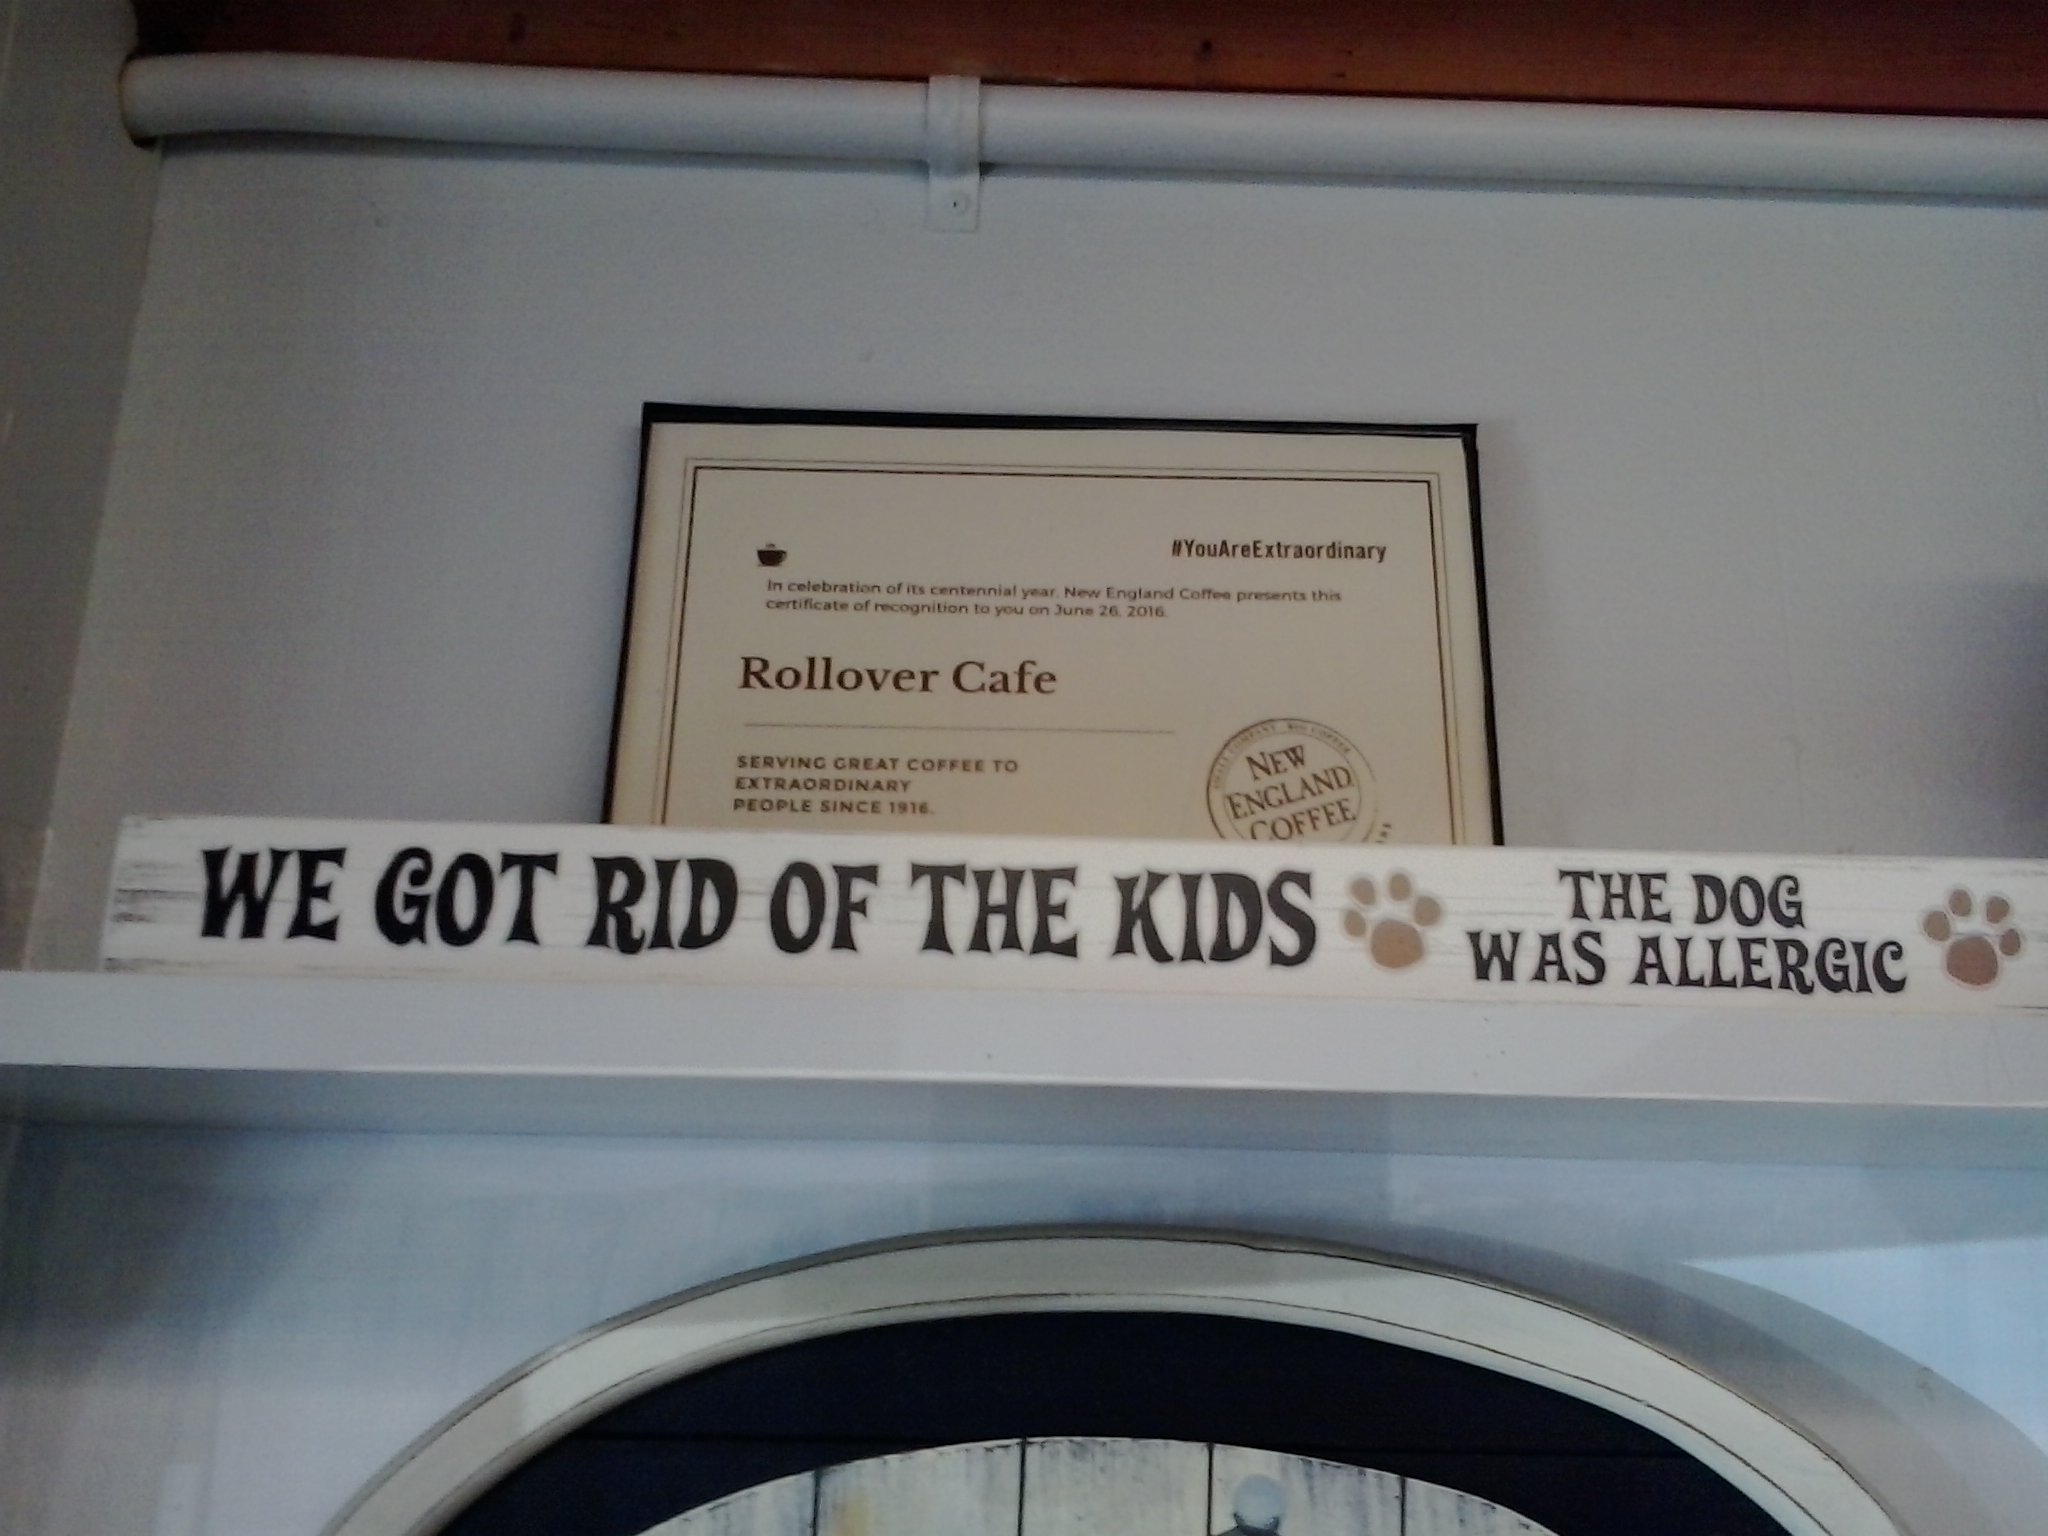 #YouAreExtraordinary
In celebration of its centennial year, New England Coffee presents this
certificate of recognition to you on June 26, 2016.
Rollover Cafe
SERVING GREAT COFFEE TO
EXTRAORDINARY
PEOPLE SINCE 1916.
NEW
ENGLAND
COFFEE
WE GOT RID OF THE KIDS
THE DOG
WAS ALLERGIC